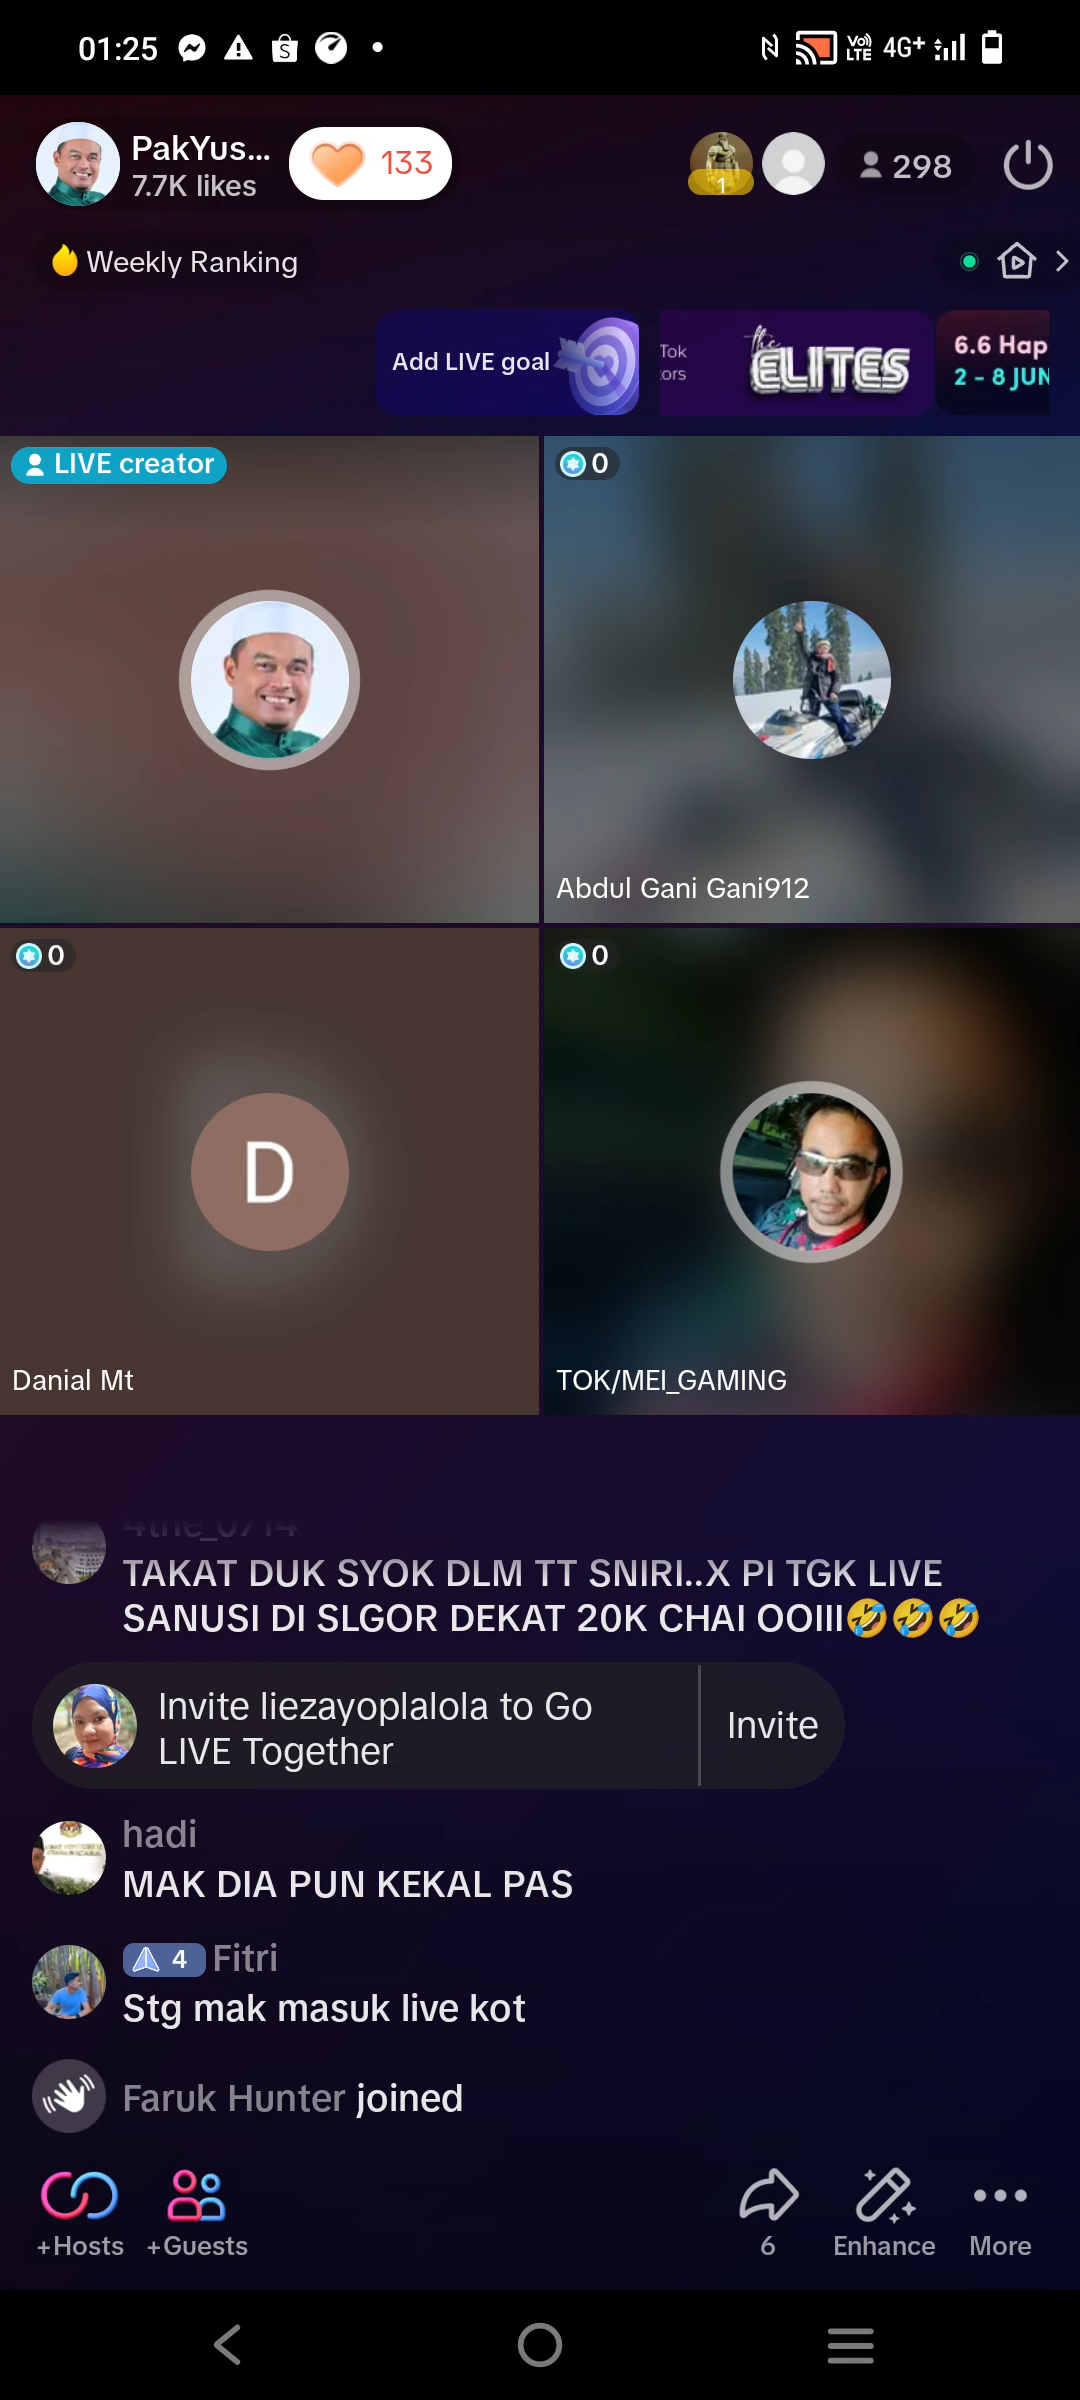 01:25
VoLTE 4G+
PakYus...
7.7K likes
133
1
298
Weekly Ranking
Add LIVE goal
Tok
tors
the
ELITES
6.6 Hap
2 - 8 JUN
LIVE creator
0
Abdul Gani Gani912
0
0
D
Danial Mt
TOK/MEI_GAMING
TAKAT DUK SYOK DLM TT SNIRI..X PI TGK LIVE
SANUSI DI SLGOR DEKAT 20K CHAI OOIII🤣🤣🤣
Invite liezayoplalola to Go
LIVE Together
Invite
hadi
MAK DIA PUN KEKAL PAS
4 Fitri
Stg mak masuk live kot
Faruk Hunter joined
+Hosts
+Guests
6
Enhance
More